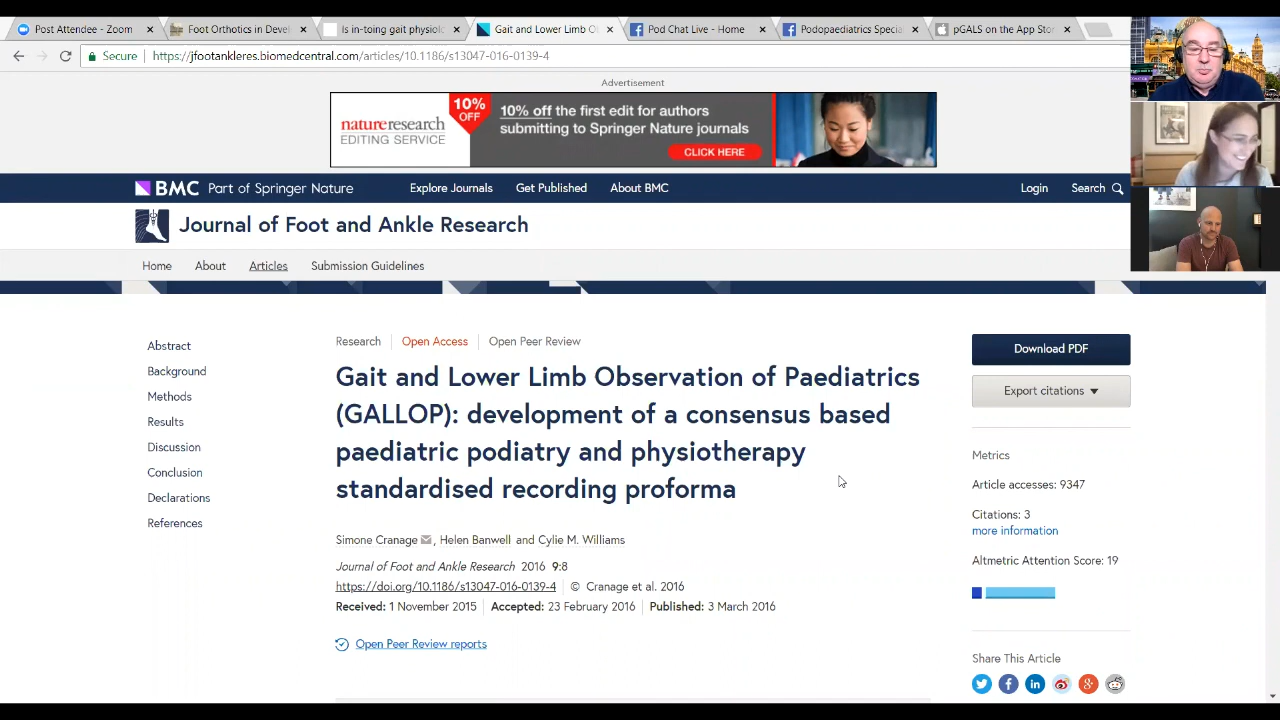 Post Attendee - Zoom
Foot Orthotics in Devel
Is in-toing gait physiol
Gait and Lower Limb O
Pod Chat Live - Home
Podopaediatrics Specia
pGALS on the App Stor
Secure
https://jfootankleres.biomedcentral.com/articles/10.1186/s13047-016-0139-4
Advertisement
natureresearch
EDITING SERVICE
10%
OFF
10% off the first edit for authors
submitting to Springer Nature journals
CLICK HERE
BMC Part of Springer Nature
Explore Journals
Get Published
About BMC
Login
Search
Journal of Foot and Ankle Research
Home
About
Articles
Submission Guidelines
Abstract
Background
Methods
Results
Discussion
Conclusion
Declarations
References
Research
Open Access
Open Peer Review
Gait and Lower Limb Observation of Paediatrics
(GALLOP): development of a consensus based
paediatric podiatry and physiotherapy
standardised recording proforma
Simone Cranage, Helen Banwell and Cylie M. Williams
Journal of Foot and Ankle Research 2016 9:8
https://doi.org/10.1186/s13047-016-0139-4 © Cranage et al. 2016
Received: 1 November 2015 Accepted: 23 February 2016 Published: 3 March 2016
Open Peer Review reports
Download PDF
Export citations
Metrics
Article accesses: 9347
Citations: 3
more information
Altmetric Attention Score: 19
Share This Article